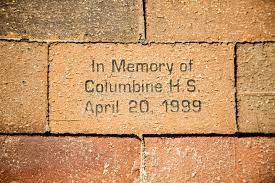 In Memory of
Columbine H.S.
April 20, 1999